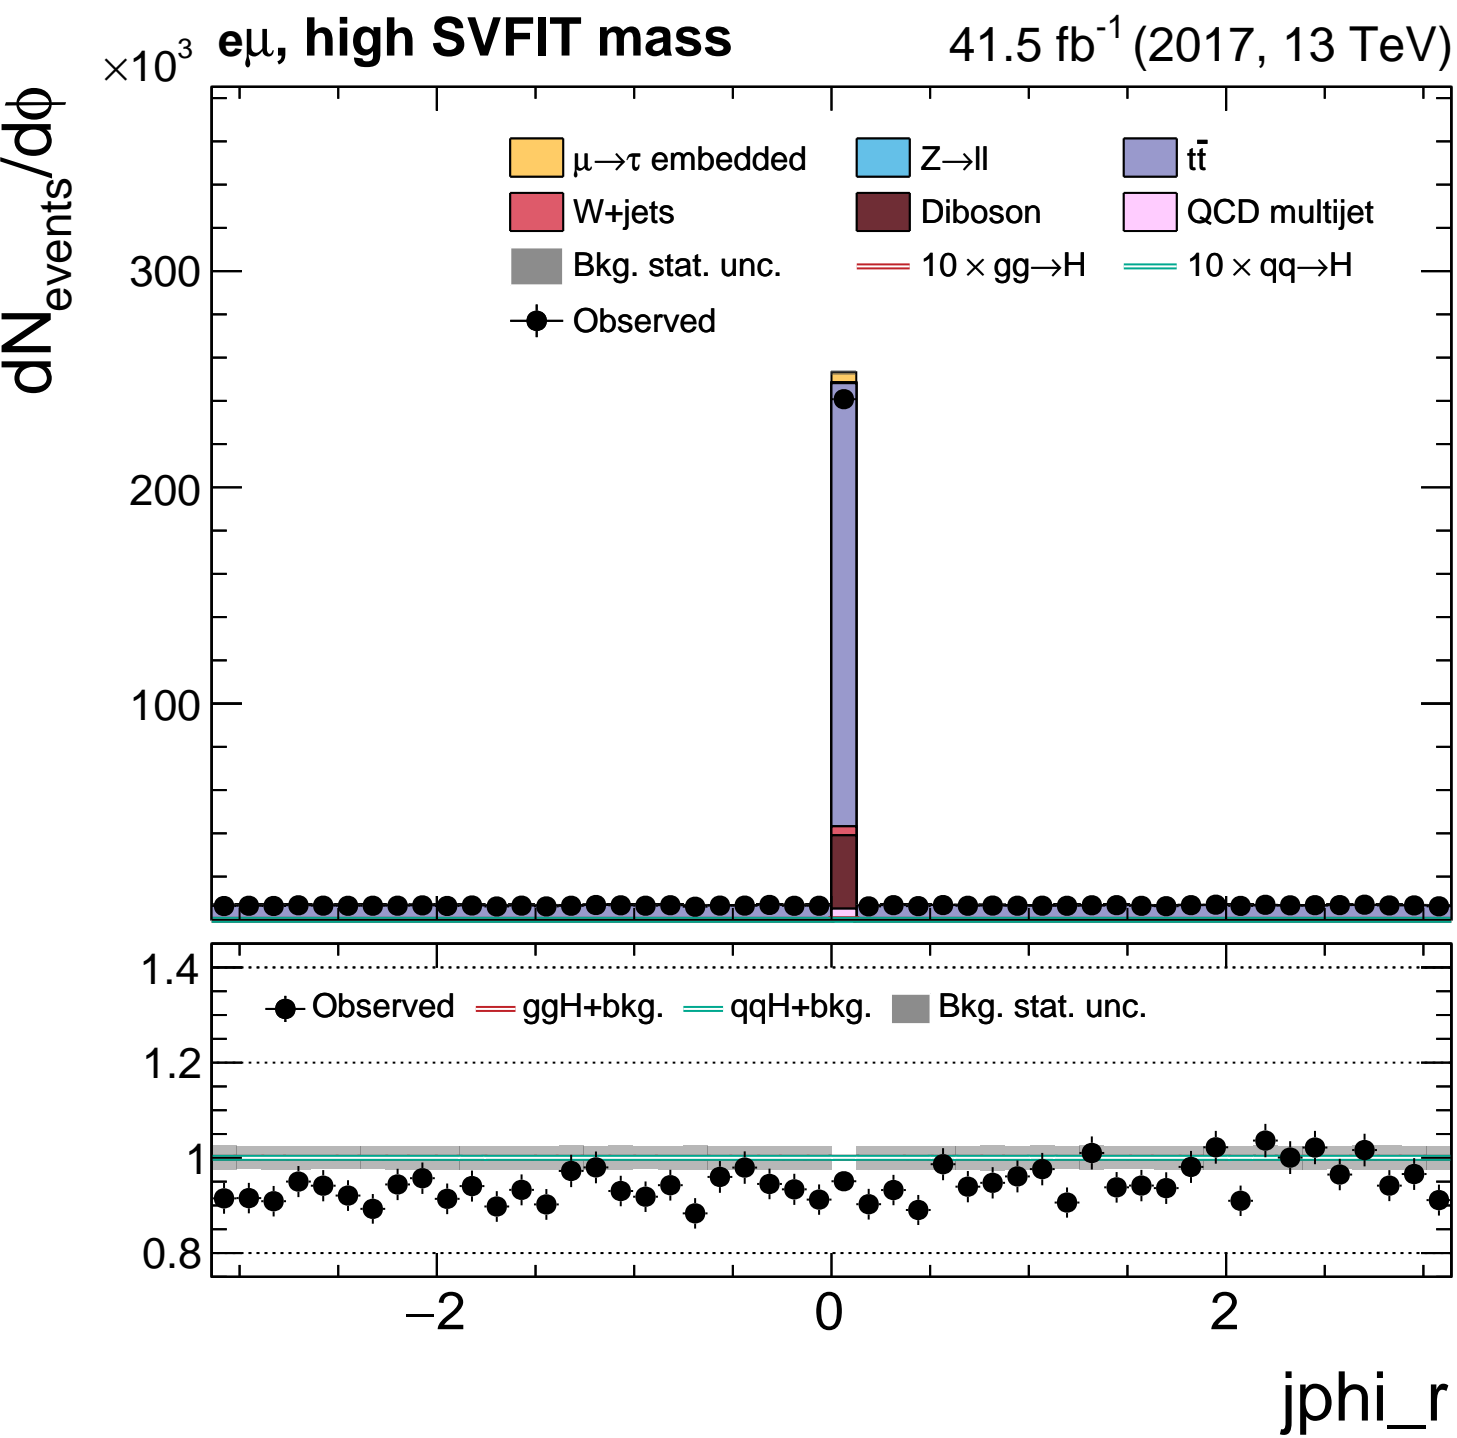 eμ, high SVFIT mass 41.5 fb⁻¹ (2017, 13 TeV)
×10³
dN_events/dϕ
μ→τ embedded Z→ll tt̄
W+jets Diboson QCD multijet
Bkg. stat. unc. 10 × gg→H 10 × qq→H
Observed
300
200
100
1.4
Observed ggH+bkg. qqH+bkg. Bkg. stat. unc.
1.2
1
0.8
−2 0 2
jphi_r